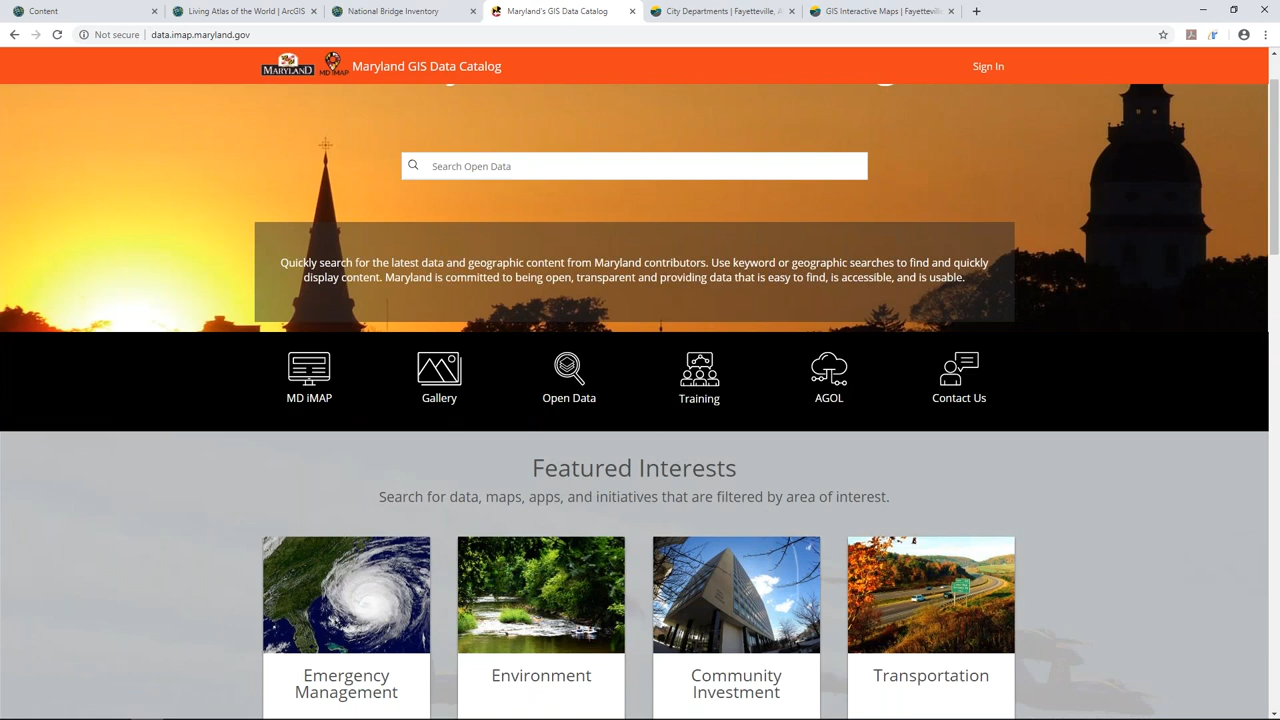 Content
Living Atlas of the World | ArcGIS
National Bridge Inventory
Maryland's GIS Data Catalog
City Departments | Fayetteville, A
GIS Interactive Maps | Fayetteville
Not secure | data.imap.maryland.gov
MARYLAND
MD iMAP
Maryland GIS Data Catalog
Sign In
Search Open Data
Quickly search for the latest data and geographic content from Maryland contributors. Use keyword or geographic searches to find and quickly
display content. Maryland is committed to being open, transparent and providing data that is easy to find, is accessible, and is usable.
MD iMAP
Gallery
Open Data
Training
AGOL
Contact Us
Featured Interests
Search for data, maps, apps, and initiatives that are filtered by area of interest.
Emergency
Management
Environment
Community
Investment
Transportation